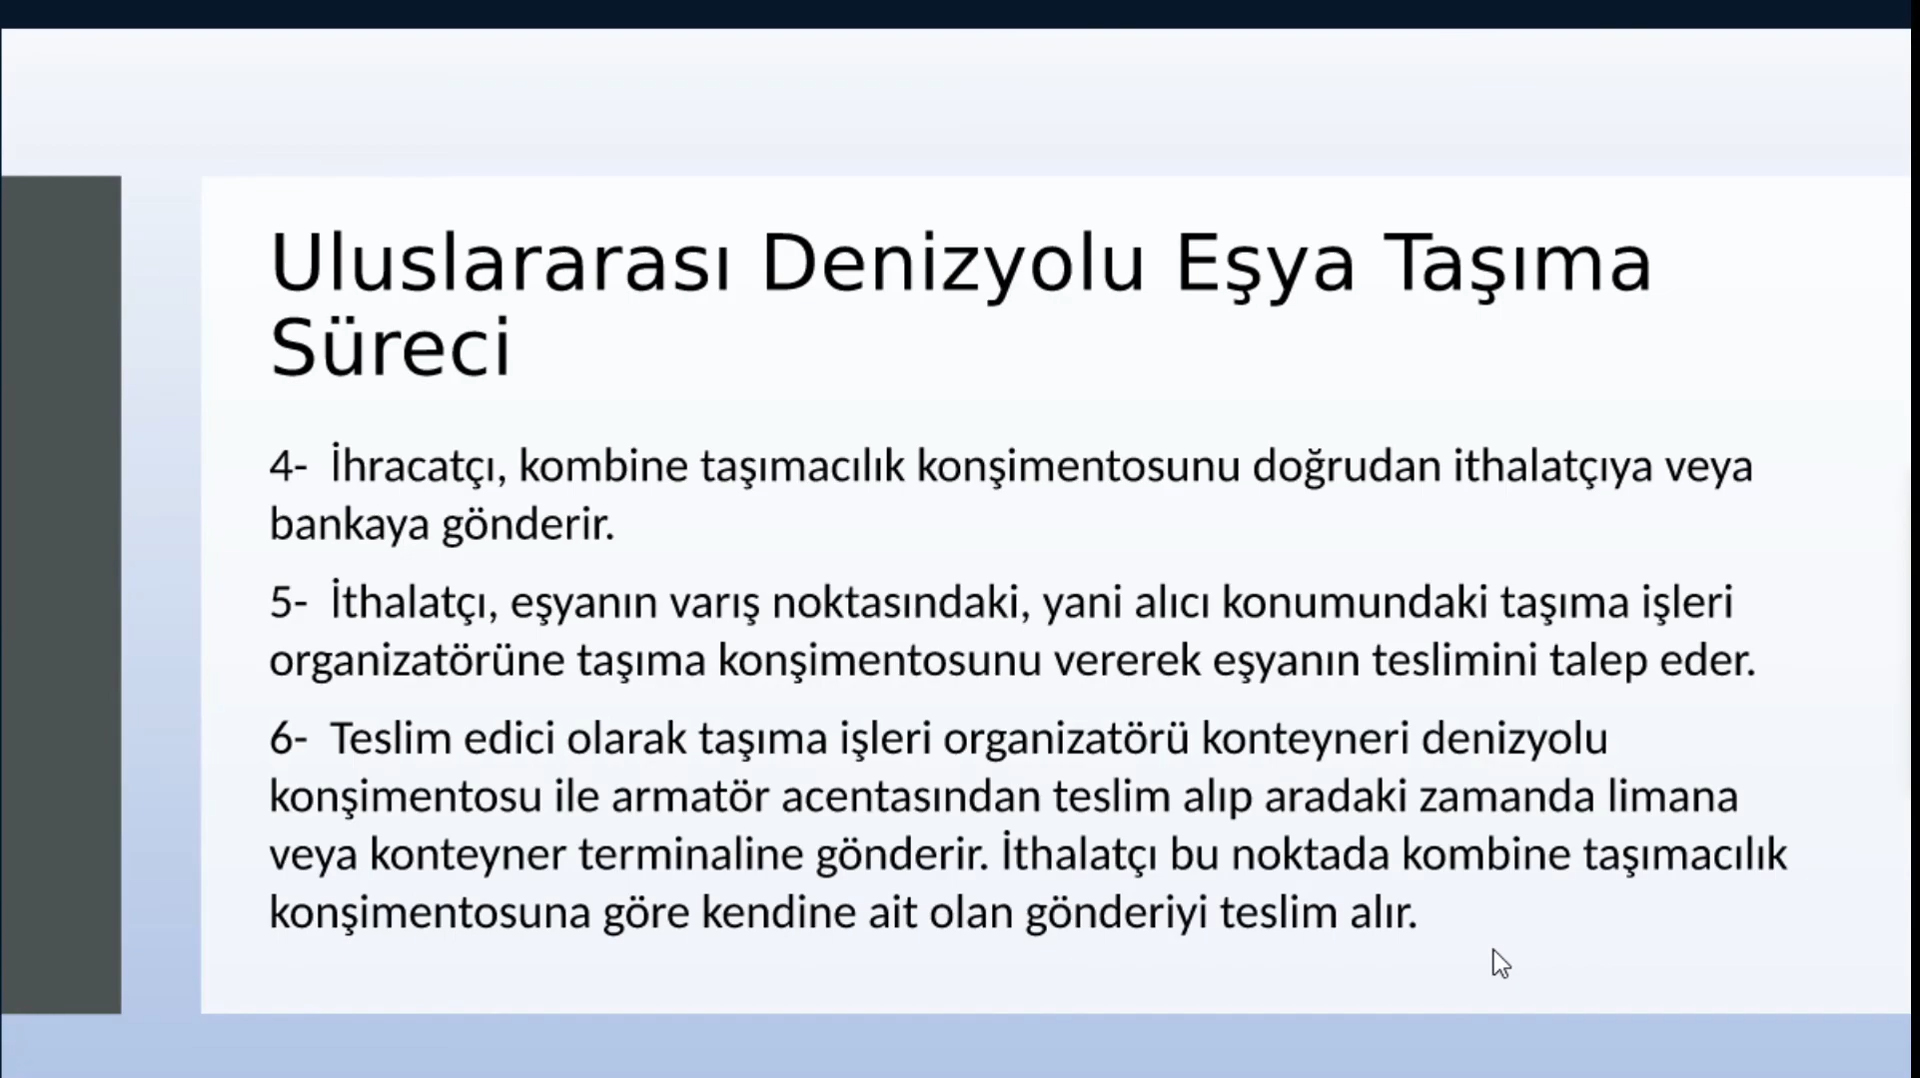 Uluslararası Denizyolu Eşya Taşıma
Süreci
4- İhracatçı, kombine taşımacılık konşimentosunu doğrudan ithalatçıya veya
bankaya gönderir.
5- İthalatçı, eşyanın varış noktasındaki, yani alıcı konumundaki taşıma işleri
organizatörüne taşıma konşimentosunu vererek eşyanın teslimini talep eder.
6- Teslim edici olarak taşıma işleri organizatörü konteyneri denizyolu
konşimentosu ile armatör acentasından teslim alıp aradaki zamanda limana
veya konteyner terminaline gönderir. İthalatçı bu noktada kombine taşımacılık
konşimentosuna göre kendine ait olan gönderiyi teslim alır.